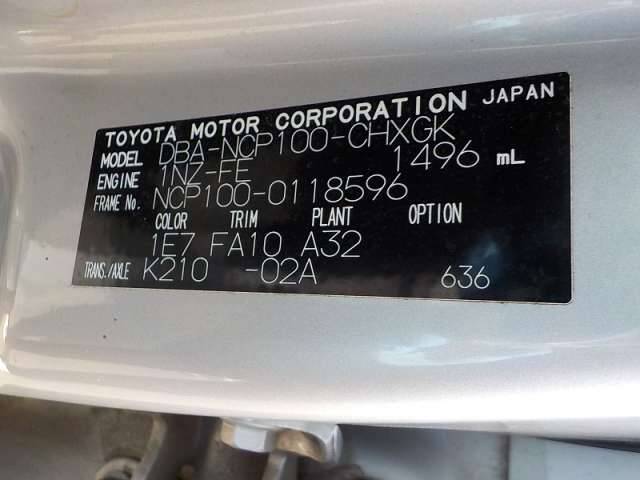 TOYOTA MOTOR CORPORATION JAPAN
MODEL DBA-NCP100-CHXGK
ENGINE 1NZ-FE 1496 mL
FRAME No. NCP100-0118596
COLOR TRIM PLANT OPTION
1E7 FA10 A32
TRANS./AXLE K210 -02A 636